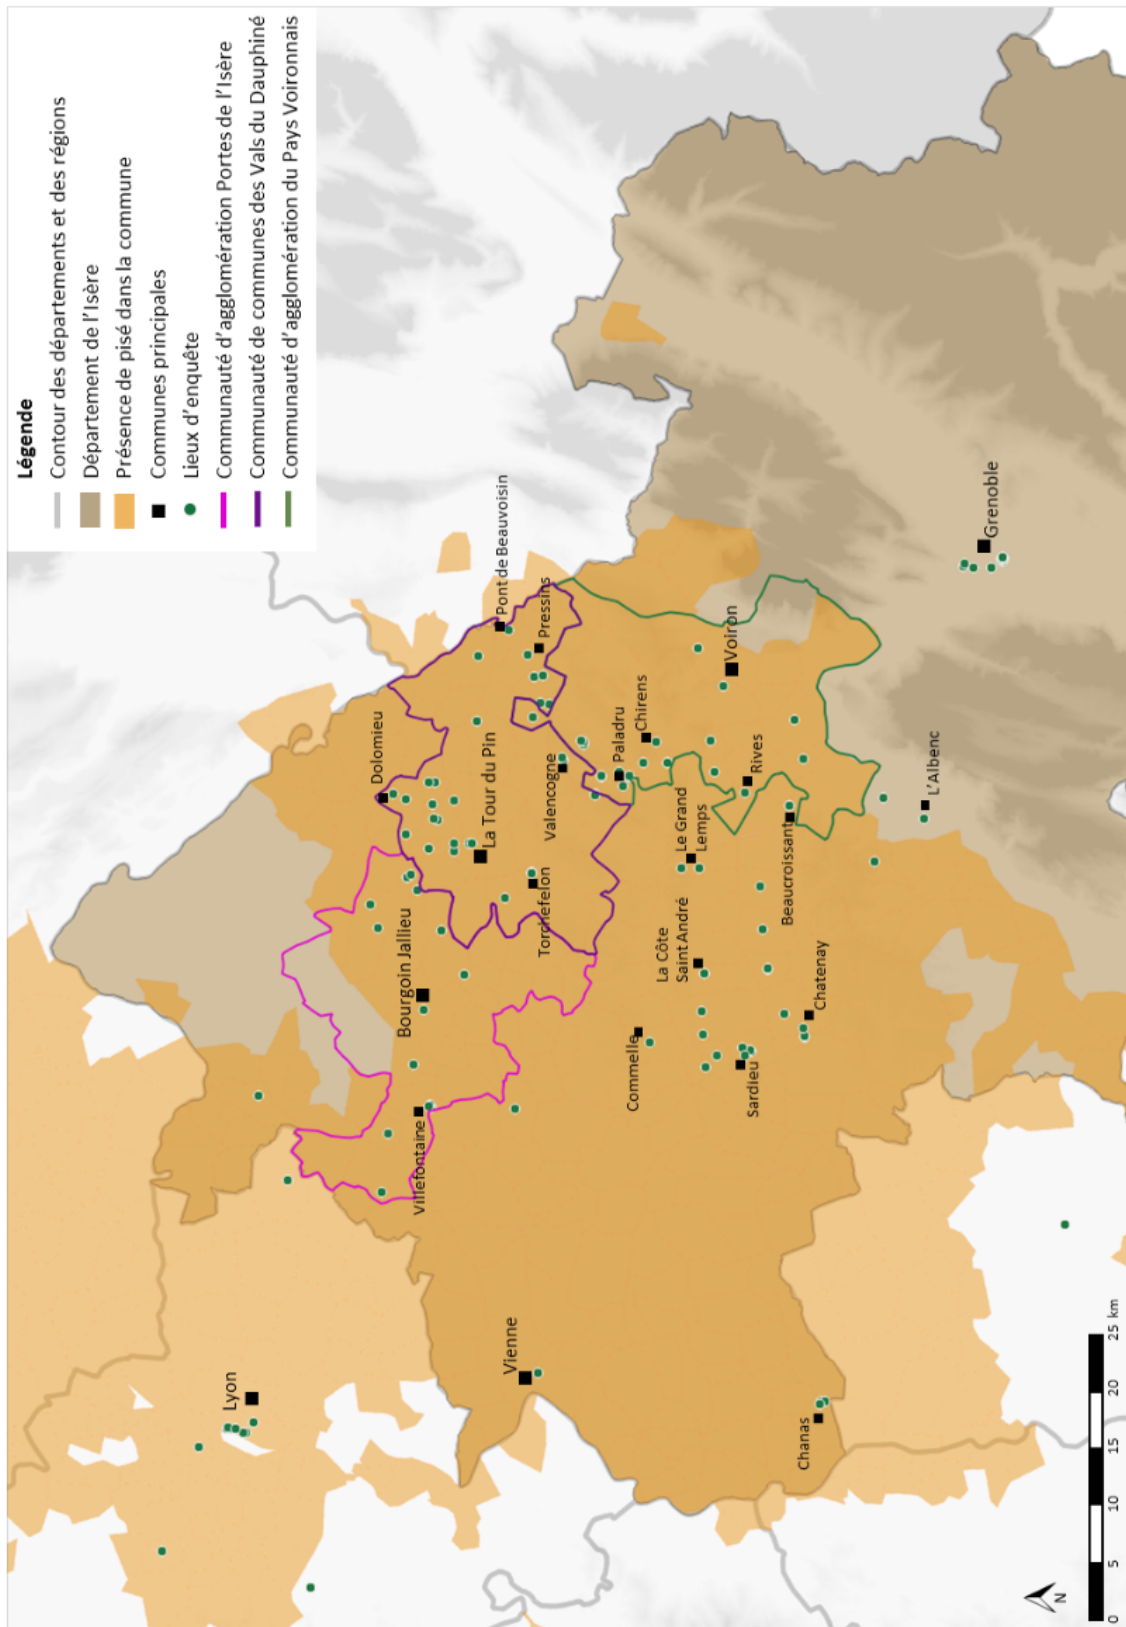 Légende
Contour des départements et des régions
Département de l'Isère
Présence de pisé dans la commune
Communes principales
Lieux d'enquête
Communauté d'agglomération Portes de l'Isère
Communauté de communes des Vals du Dauphiné
Communauté d'agglomération du Pays Voironnais
Lyon
Vienne
Chanas
Villefontaine
Bourgoin Jallieu
Dolomieu
La Tour du Pin
Torchefelon
Valencogne
Pont de Beauvoisin
Pressins
Paladru
Chirens
Voiron
Rives
Le Grand
Lemps
La Côte
Saint André
Commelle
Sardieu
Chatenay
Beaucroissant
L'Albenc
Grenoble
N
0 5 10 15 20 25 km